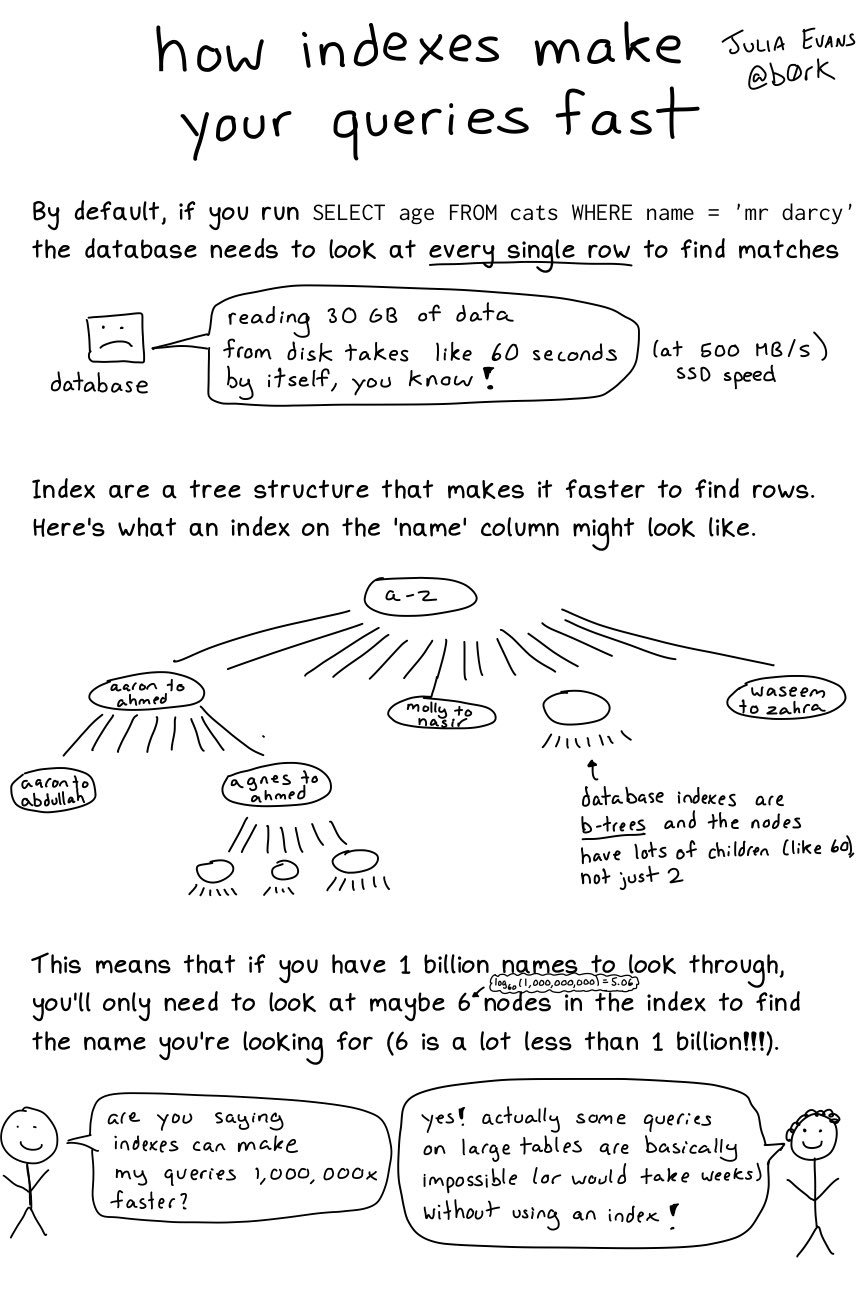 how indexes make
your queries fast
JULIA EVANS
@b0rk
By default, if you run SELECT age FROM cats WHERE name = 'mr darcy'
the database needs to look at every single row to find matches
database
reading 30 GB of data
from disk takes like 60 seconds
by itself, you know!
(at 500 MB/s)
SSD speed
Index are a tree structure that makes it faster to find rows.
Here's what an index on the 'name' column might look like.
a-z
aaron to
ahmed
molly to
nasir
waseem
to zahra
aaron to
abdullah
agnes to
ahmed
database indexes are
b-trees and the nodes
have lots of children (like 60),
not just 2
This means that if you have 1 billion names to look through,
log60(1,000,000,000) = 5.06
you'll only need to look at maybe 6 nodes in the index to find
the name you're looking for (6 is a lot less than 1 billion!!!).
are you saying
indexes can make
my queries 1,000,000x
faster?
yes! actually some queries
on large tables are basically
impossible (or would take weeks)
without using an index!